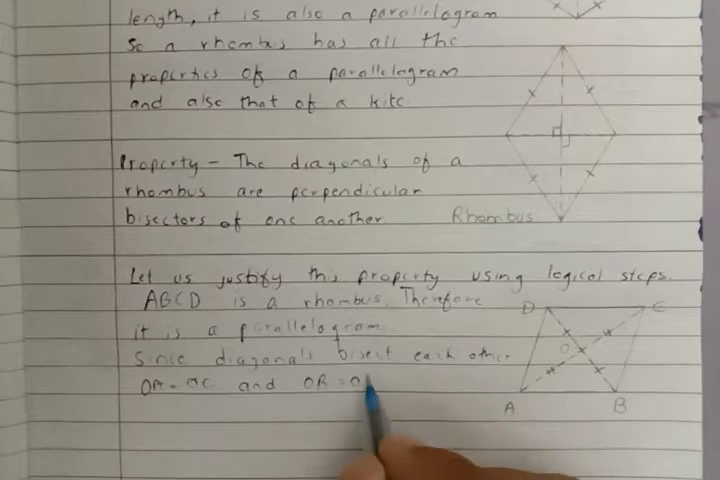 length, it is also a parallelogram
So a rhombus has all the
properties of a parallelogram
and also that of a kite
Property - The diagonals of a
rhombus are perpendicular
bisectors of one another.
Rhombus
Let us justify this property using logical steps.
ABCD is a rhombus. Therefore
it is a parallelogram.
Since diagonals bisect each other
OA = OC and OB = O
D C
O
A B